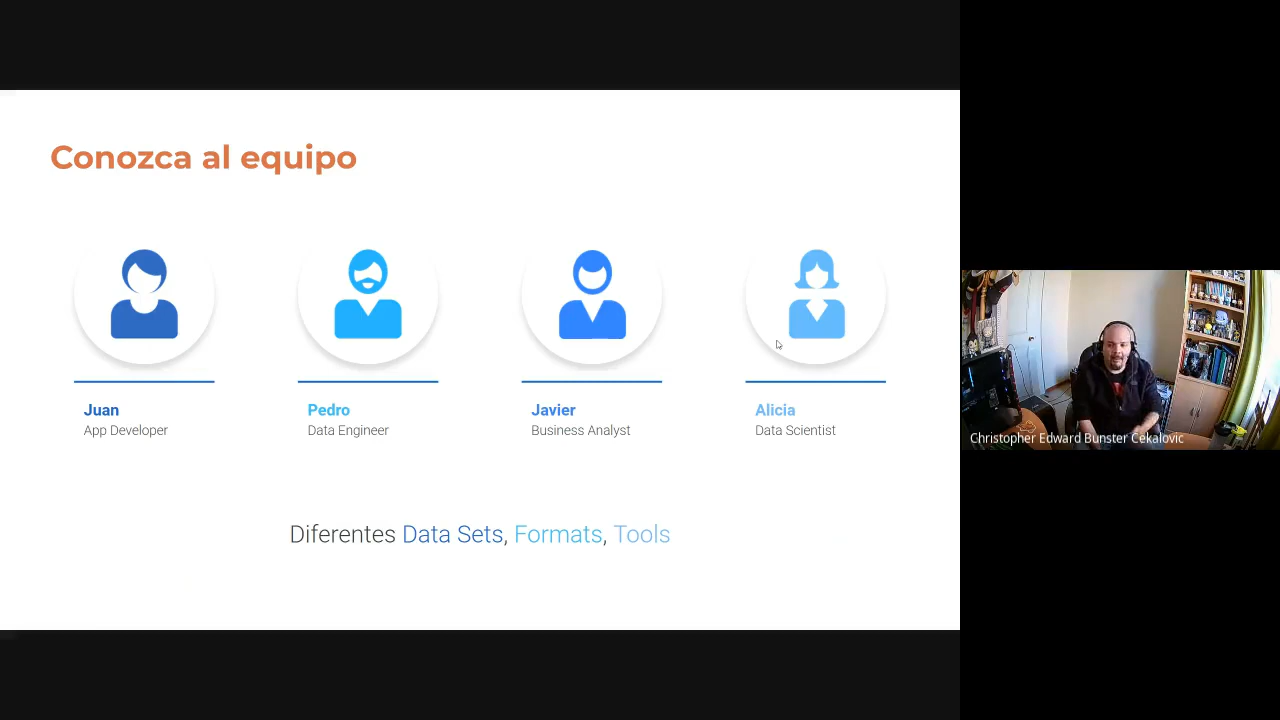 Conozca al equipo
Juan
App Developer
Pedro
Data Engineer
Javier
Business Analyst
Alicia
Data Scientist
Diferentes Data Sets, Formats, Tools
Christopher Edward Bunster Cekalovic